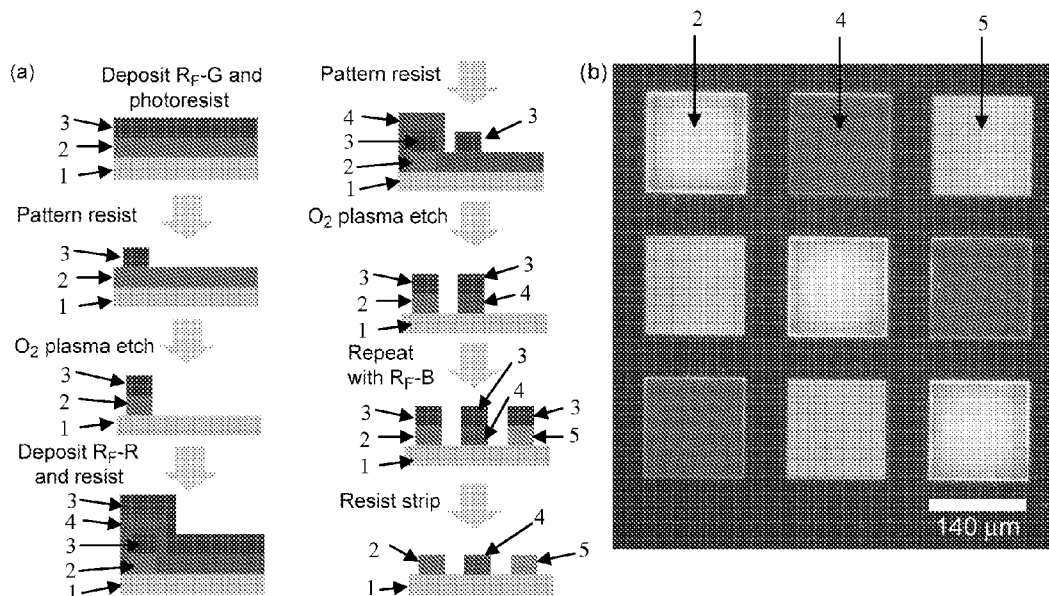 (a)
Deposit R_F-G and
photoresist
3
2
1
Pattern resist
3
2
1
O₂ plasma etch
3
2
1
Deposit R_F-R
and resist
3
4
3
2
1
Pattern resist
4
3
3
2
1
O₂ plasma etch
3
3
2
4
1
Repeat
with R_F-B
3
4
3
3
2
5
1
Resist strip
4
2
5
1
(b)
2
4
5
140 µm